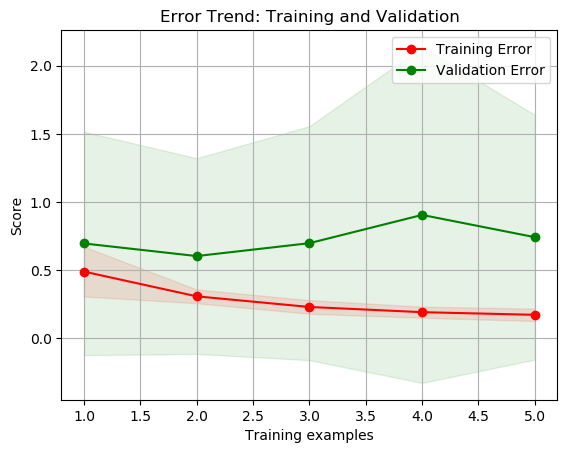 Error Trend: Training and Validation
Training Error
Validation Error
2.0
1.5
1.0
0.5
0.0
Score
1.0 1.5 2.0 2.5 3.0 3.5 4.0 4.5 5.0
Training examples